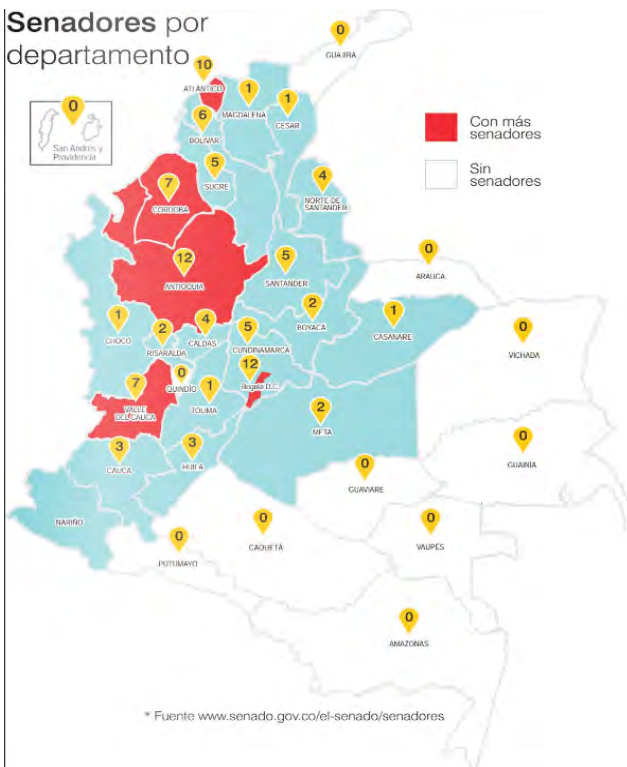 Senadores por
departamento
0
GUAJIRA
10
ATLÁNTICO
1
MAGDALENA
1
CESAR
0
San Andrés y
Providencia
6
BOLÍVAR
Con más
senadores
Sin
senadores
5
SUCRE
7
CÓRDOBA
4
NORTE DE
SANTANDER
12
ANTIOQUIA
5
SANTANDER
0
ARAUCA
1
CHOCÓ
2
RISARALDA
4
CALDAS
5
CUNDINAMARCA
2
BOYACA
1
CASANARE
0
VICHADA
7
VALLE
DEL CAUCA
0
QUINDÍO
1
TOLIMA
12
Bogotá D.C.
2
META
3
CAUCA
3
HUILA
0
GUAVIARE
0
GUAINÍA
NARIÑO
0
PUTUMAYO
0
CAQUETÁ
0
VAUPÉS
0
AMAZONAS
* Fuente www.senado.gov.co/el-senado/senadores